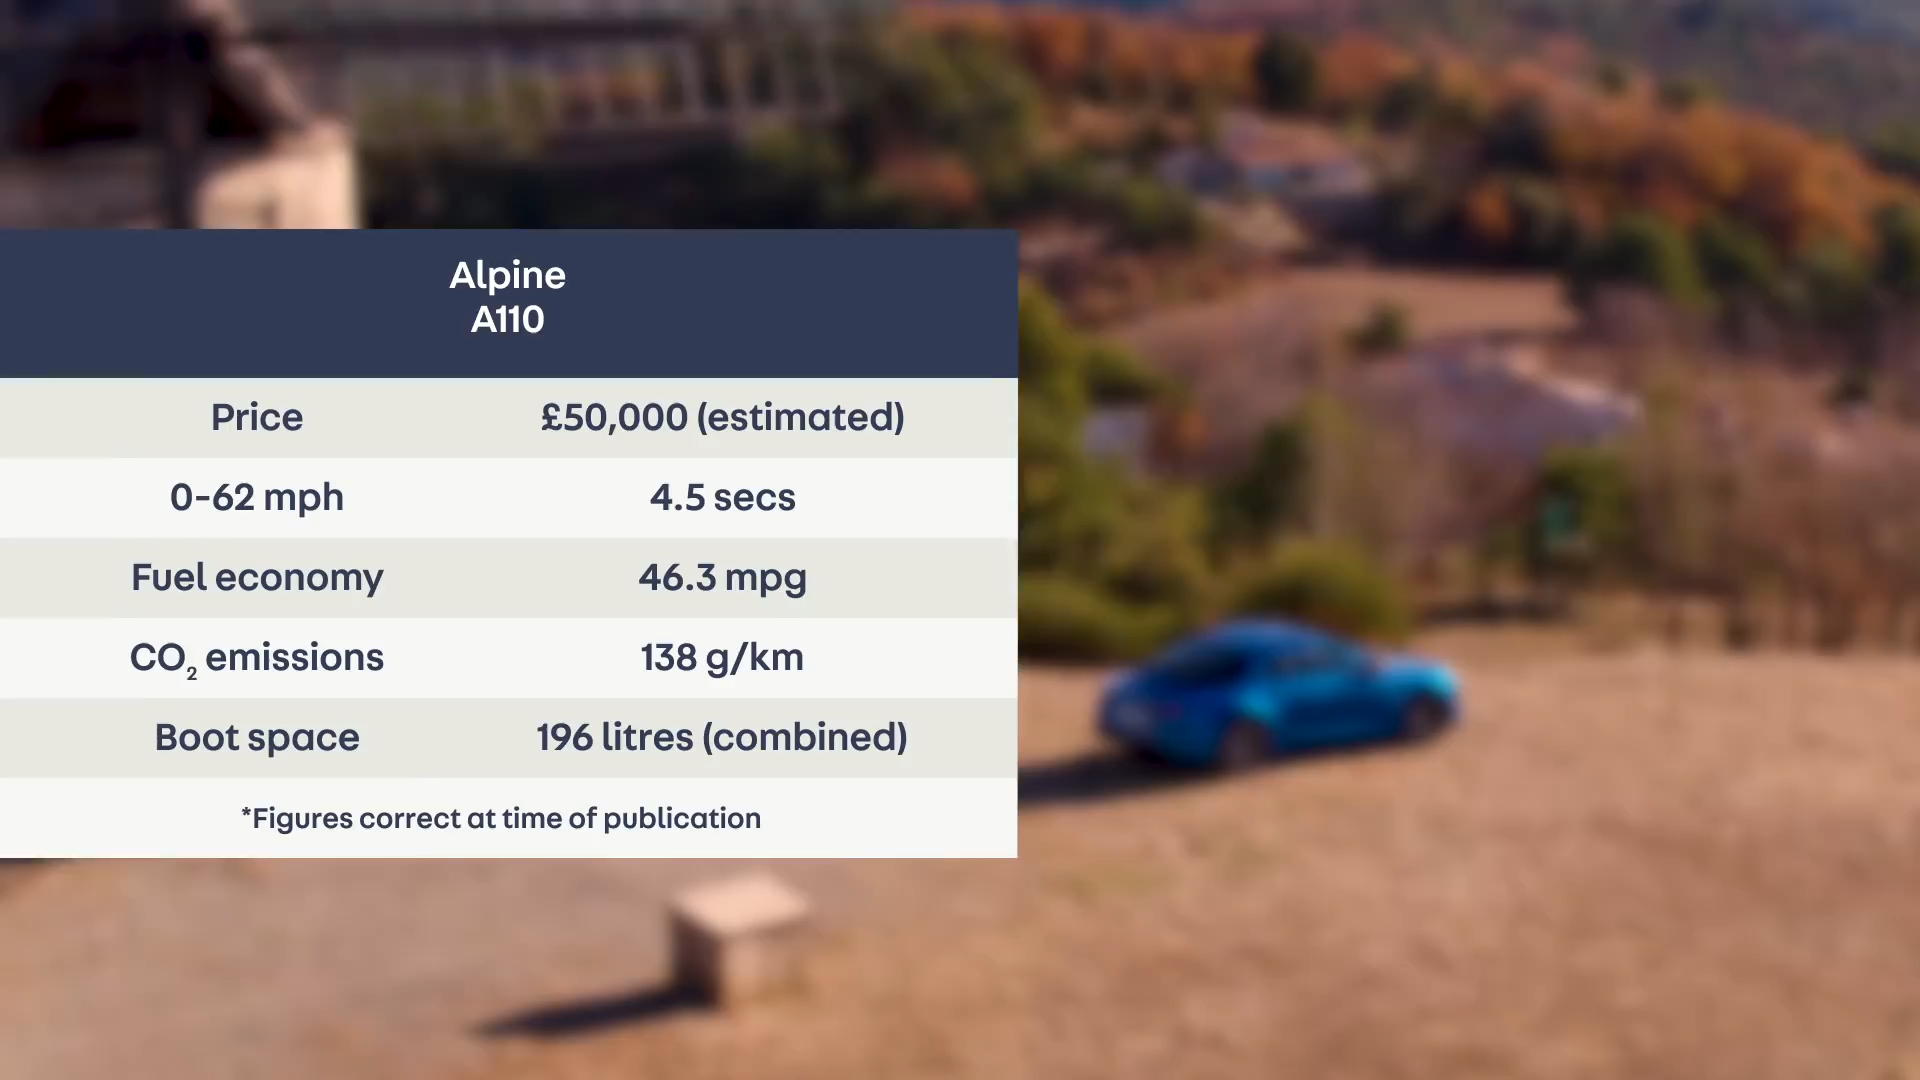 Alpine
A110
Price £50,000 (estimated)
0-62 mph 4.5 secs
Fuel economy 46.3 mpg
CO₂ emissions 138 g/km
Boot space 196 litres (combined)
*Figures correct at time of publication